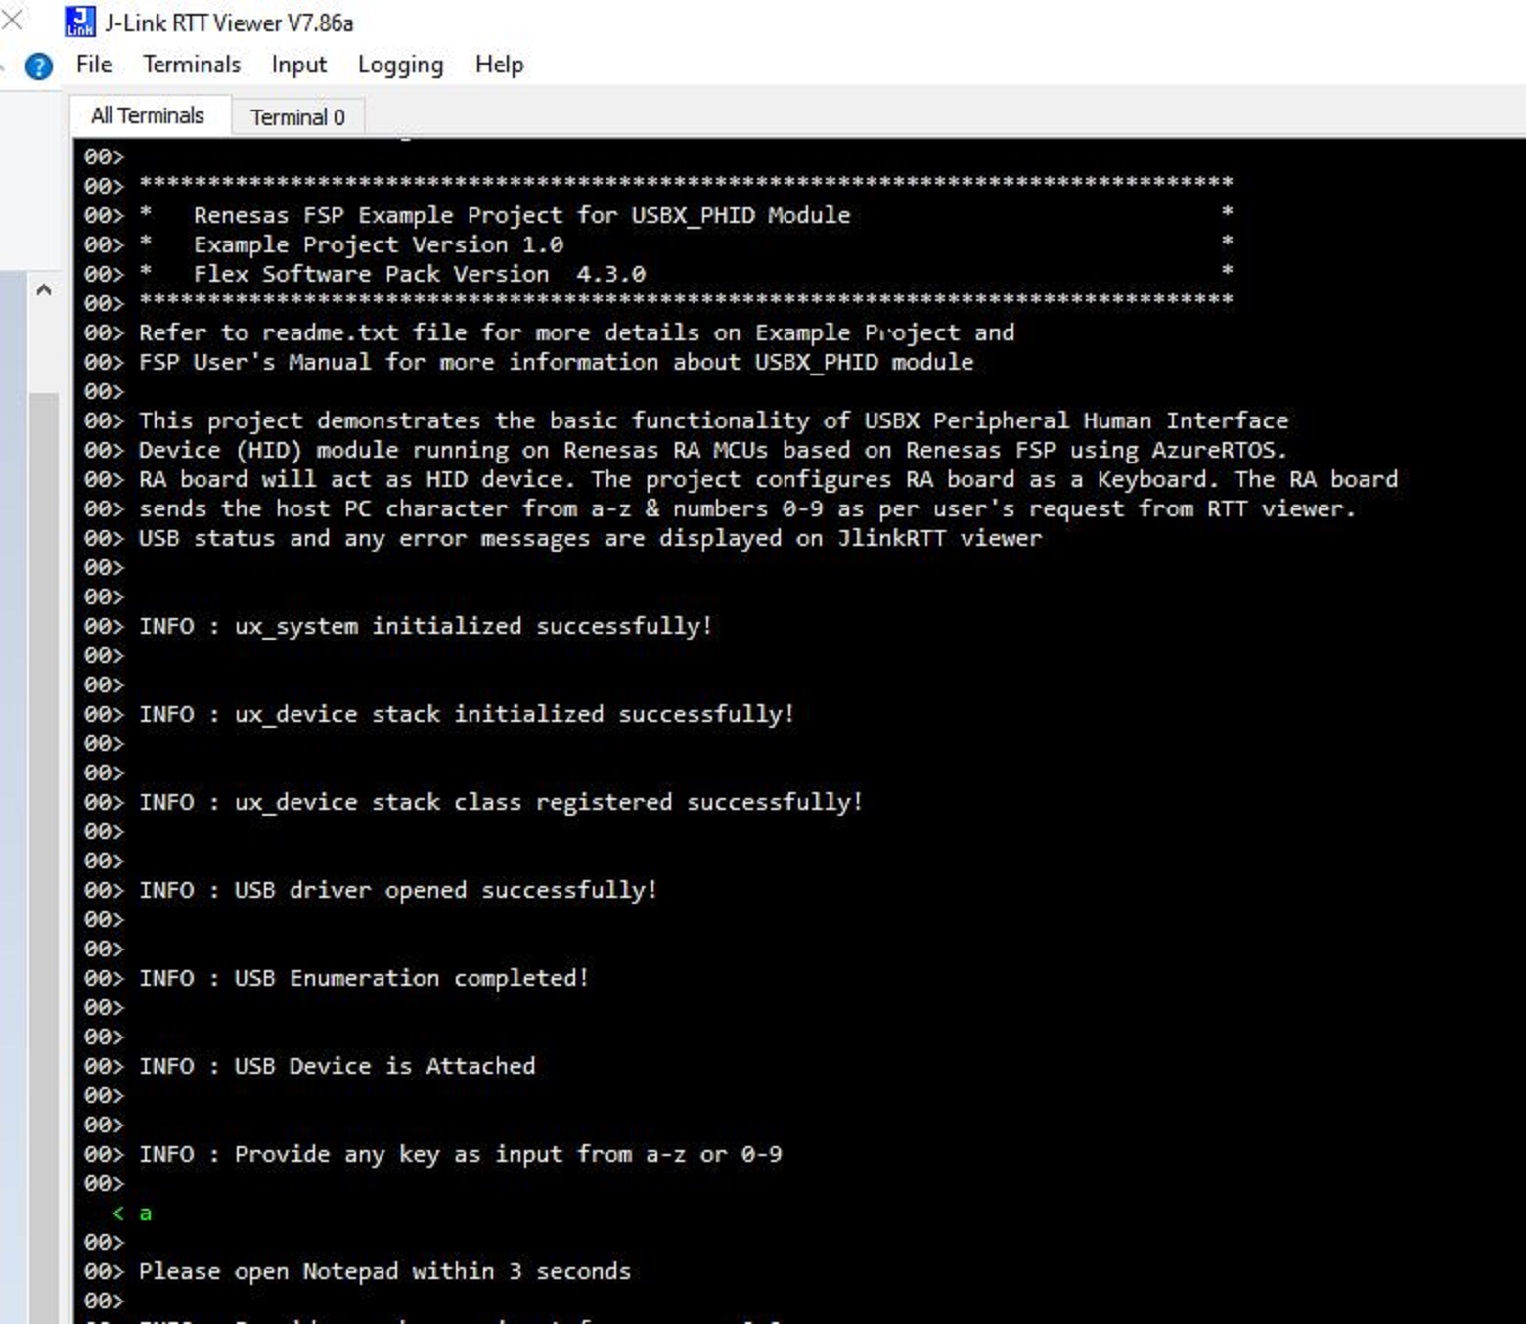 J-Link RTT Viewer V7.86a
File Terminals Input Logging Help
All Terminals Terminal 0
00>
00> ********************************************************************************
00> *   Renesas FSP Example Project for USBX_PHID Module                           *
00> *   Example Project Version 1.0                                                *
00> *   Flex Software Pack Version  4.3.0                                          *
00> ********************************************************************************
00> Refer to readme.txt file for more details on Example Project and
00> FSP User's Manual for more information about USBX_PHID module
00>
00> This project demonstrates the basic functionality of USBX Peripheral Human Interface
00> Device (HID) module running on Renesas RA MCUs based on Renesas FSP using AzureRTOS.
00> RA board will act as HID device. The project configures RA board as a Keyboard. The RA board
00> sends the host PC character from a-z & numbers 0-9 as per user's request from RTT viewer.
00> USB status and any error messages are displayed on JlinkRTT viewer
00>
00>
00> INFO : ux_system initialized successfully!
00>
00>
00> INFO : ux_device stack initialized successfully!
00>
00>
00> INFO : ux_device stack class registered successfully!
00>
00>
00> INFO : USB driver opened successfully!
00>
00>
00> INFO : USB Enumeration completed!
00>
00>
00> INFO : USB Device is Attached
00>
00>
00> INFO : Provide any key as input from a-z or 0-9
00>
< a
00>
00> Please open Notepad within 3 seconds
00>